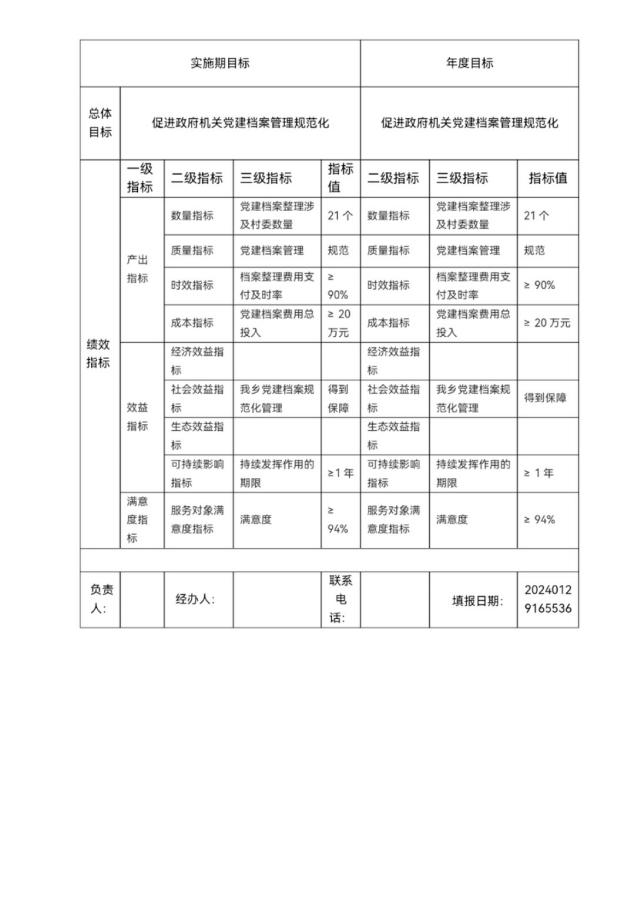 实施期目标 年度目标
总体
目标
促进政府机关党建档案管理规范化 促进政府机关党建档案管理规范化
绩效
指标
一级
指标
二级指标 三级指标
指标
值
二级指标 三级指标 指标值
产出
指标
数量指标
党建档案整理涉
及村委数量
21 个
数量指标
党建档案整理涉
及村委数量
21 个
质量指标 党建档案管理 规范 质量指标 党建档案管理 规范
时效指标
档案整理费用支
付及时率
≥
90%
时效指标
档案整理费用支
付及时率
≥ 90%
成本指标
党建档案费用总
投入
≥ 20
万元
成本指标
党建档案费用总
投入
≥ 20 万元
效益
指标
经济效益指
标
经济效益指
标
社会效益指
标
我乡党建档案规
范化管理
得到
保障
社会效益指
标
我乡党建档案规
范化管理
得到保障
生态效益指
标
生态效益指
标
可持续影响
指标
持续发挥作用的
期限
≥1 年
可持续影响
指标
持续发挥作用的
期限
≥ 1 年
满意
度指
标
服务对象满
意度指标
满意度
≥
94%
服务对象满
意度指标
满意度
≥ 94%
负责
人:
经办人:
联系
电
话:
填报日期:
2024012
9165536